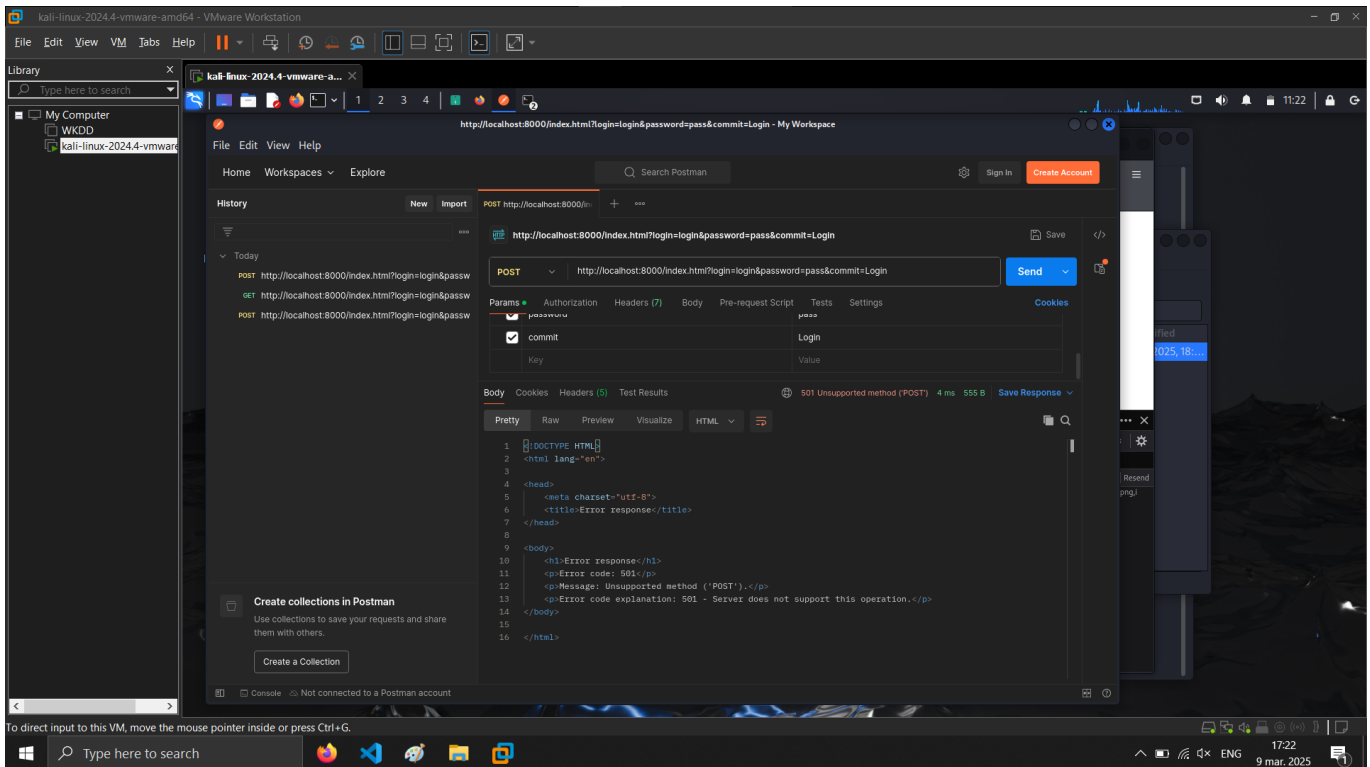 kali-linux-2024.4-vmware-amd64 - VMware Workstation
File Edit View VM Tabs Help
Library X
Type here to search
My Computer
WKDD
kali-linux-2024.4-vmware
kali-linux-2024.4-vmware-a...
1 2 3 4
11:22
http://localhost:8000/index.html?login=login&password=pass&commit=Login - My Workspace
File Edit View Help
Home Workspaces Explore
Search Postman
Sign In
Create Account
History
New Import
Today
POST http://localhost:8000/index.html?login=login&passw
GET http://localhost:8000/index.html?login=login&passw
POST http://localhost:8000/index.html?login=login&passw
Create collections in Postman
Use collections to save your requests and share
them with others.
Create a Collection
POST http://localhost:8000/in
HTTP http://localhost:8000/index.html?login=login&password=pass&commit=Login
Save
POST http://localhost:8000/index.html?login=login&password=pass&commit=Login
Send
Params Authorization Headers (7) Body Pre-request Script Tests Settings
Cookies
password pass
commit Login
Key Value
Body Cookies Headers (5) Test Results
501 Unsupported method ('POST') 4 ms 555 B Save Response
Pretty Raw Preview Visualize HTML
1 <!DOCTYPE HTML>
2 <html lang="en">
3
4 <head>
5 <meta charset="utf-8">
6 <title>Error response</title>
7 </head>
8
9 <body>
10 <h1>Error response</h1>
11 <p>Error code: 501</p>
12 <p>Message: Unsupported method ('POST').</p>
13 <p>Error code explanation: 501 - Server does not support this operation.</p>
14 </body>
15
16 </html>
Console Not connected to a Postman account
ified
2025, 18:...
Resend
png,i
To direct input to this VM, move the mouse pointer inside or press Ctrl+G.
Type here to search
ENG
17:22
9 mar. 2025
1